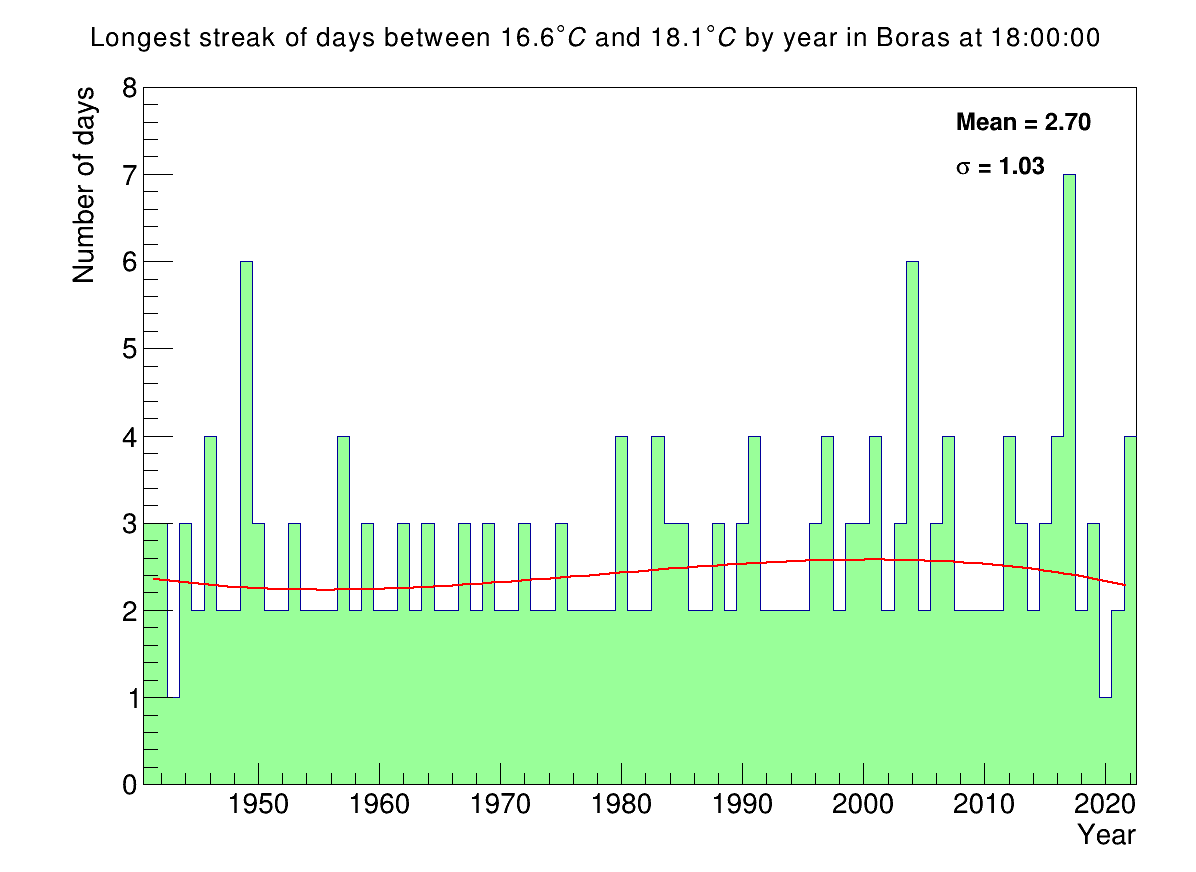 Longest streak of days between 16.6°C and 18.1°C by year in Boras at 18:00:00
Number of days
8
7
6
5
4
3
2
1
0
Mean = 2.70
σ = 1.03
1950 1960 1970 1980 1990 2000 2010 2020
Year